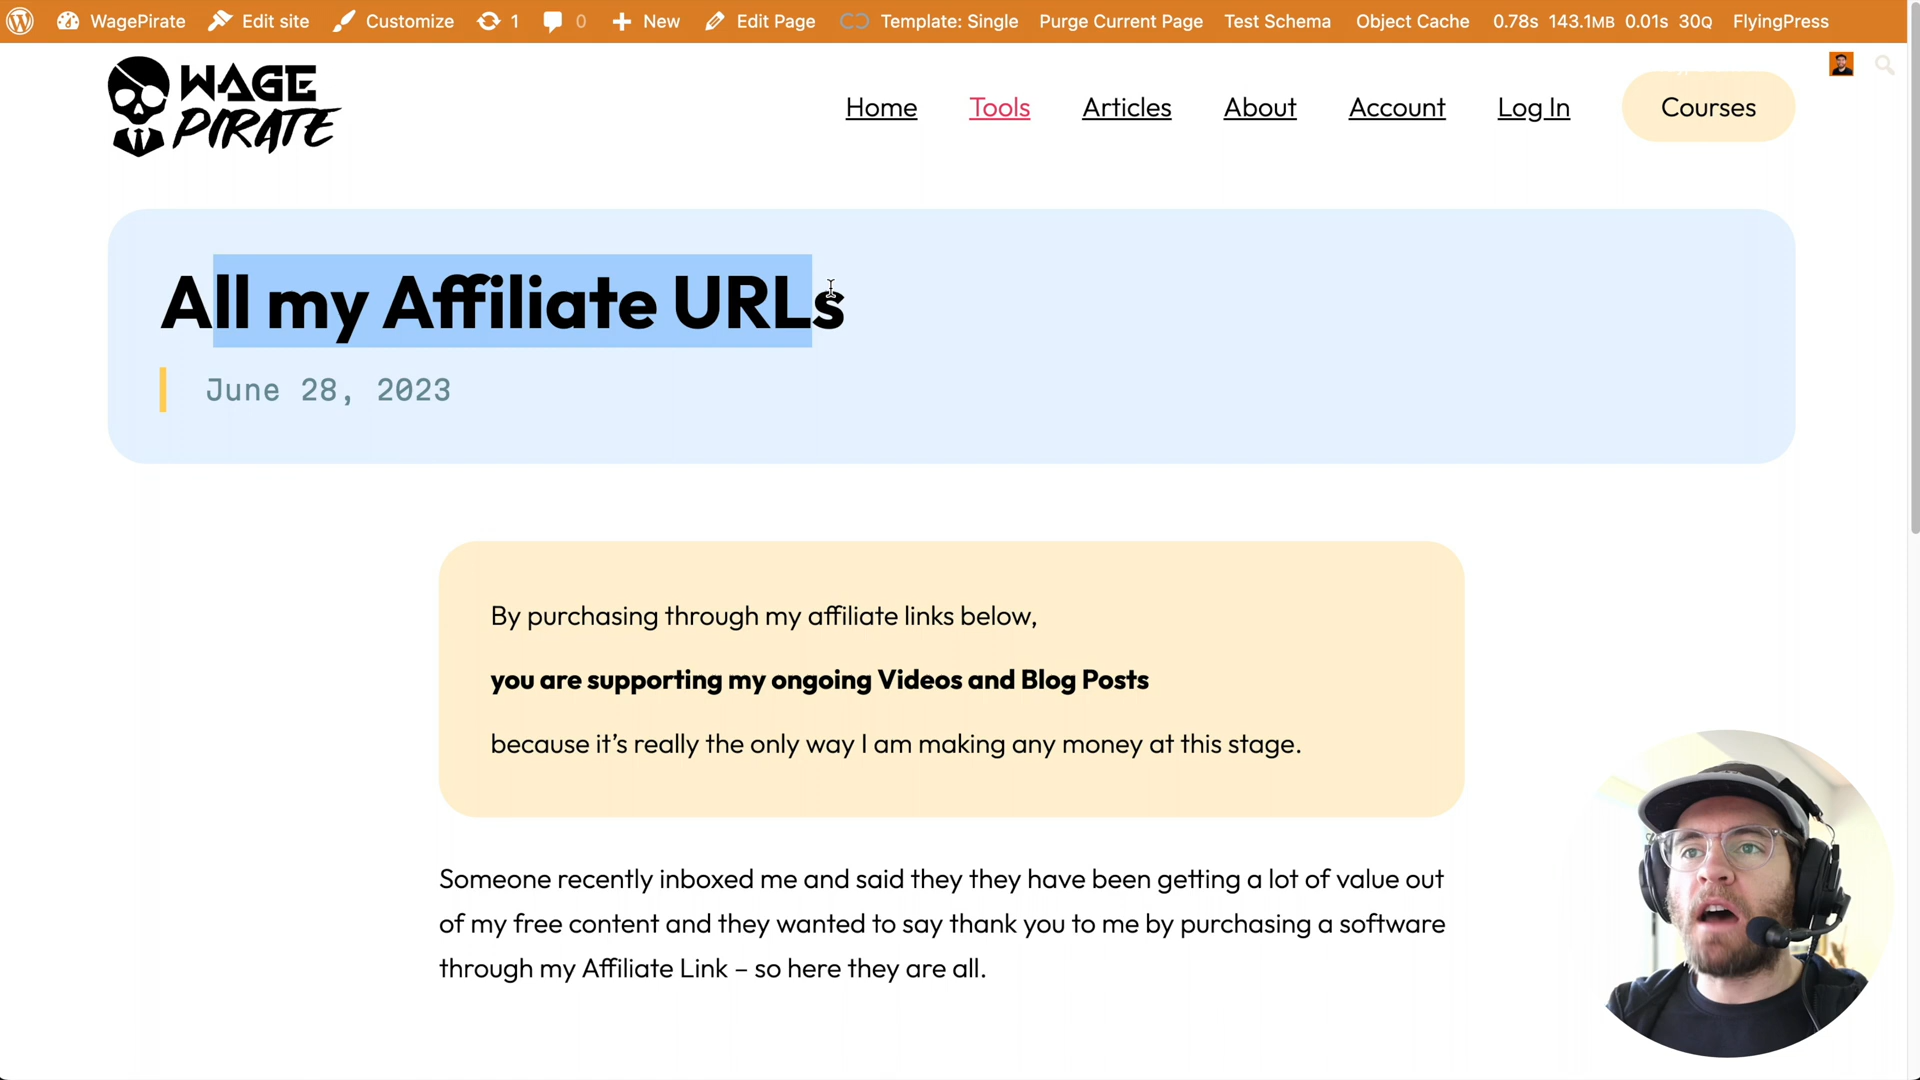 WagePirate Edit site Customize 1 0 New Edit Page Template: Single Purge Current Page Test Schema Object Cache 0.78s 143.1MB 0.01s 30Q FlyingPress
WAGE
PIRATE
Home Tools Articles About Account Log In Courses
All my Affiliate URLs
June 28, 2023
By purchasing through my affiliate links below,
you are supporting my ongoing Videos and Blog Posts
because it’s really the only way I am making any money at this stage.
Someone recently inboxed me and said they they have been getting a lot of value out
of my free content and they wanted to say thank you to me by purchasing a software
through my Affiliate Link – so here they are all.